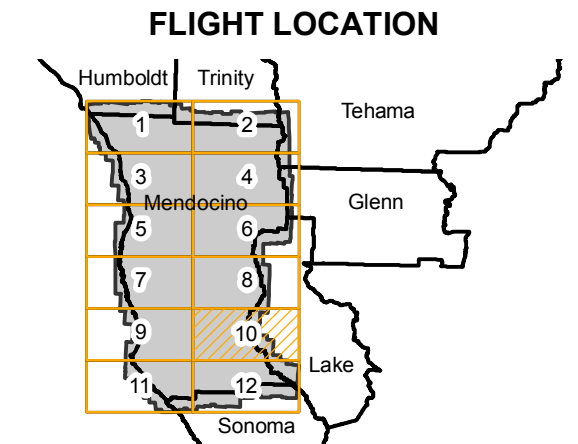 FLIGHT LOCATION
Humboldt Trinity
Tehama
1 2
3 4
Mendocino Glenn
5 6
7 8
9 10
Lake
11 12
Sonoma